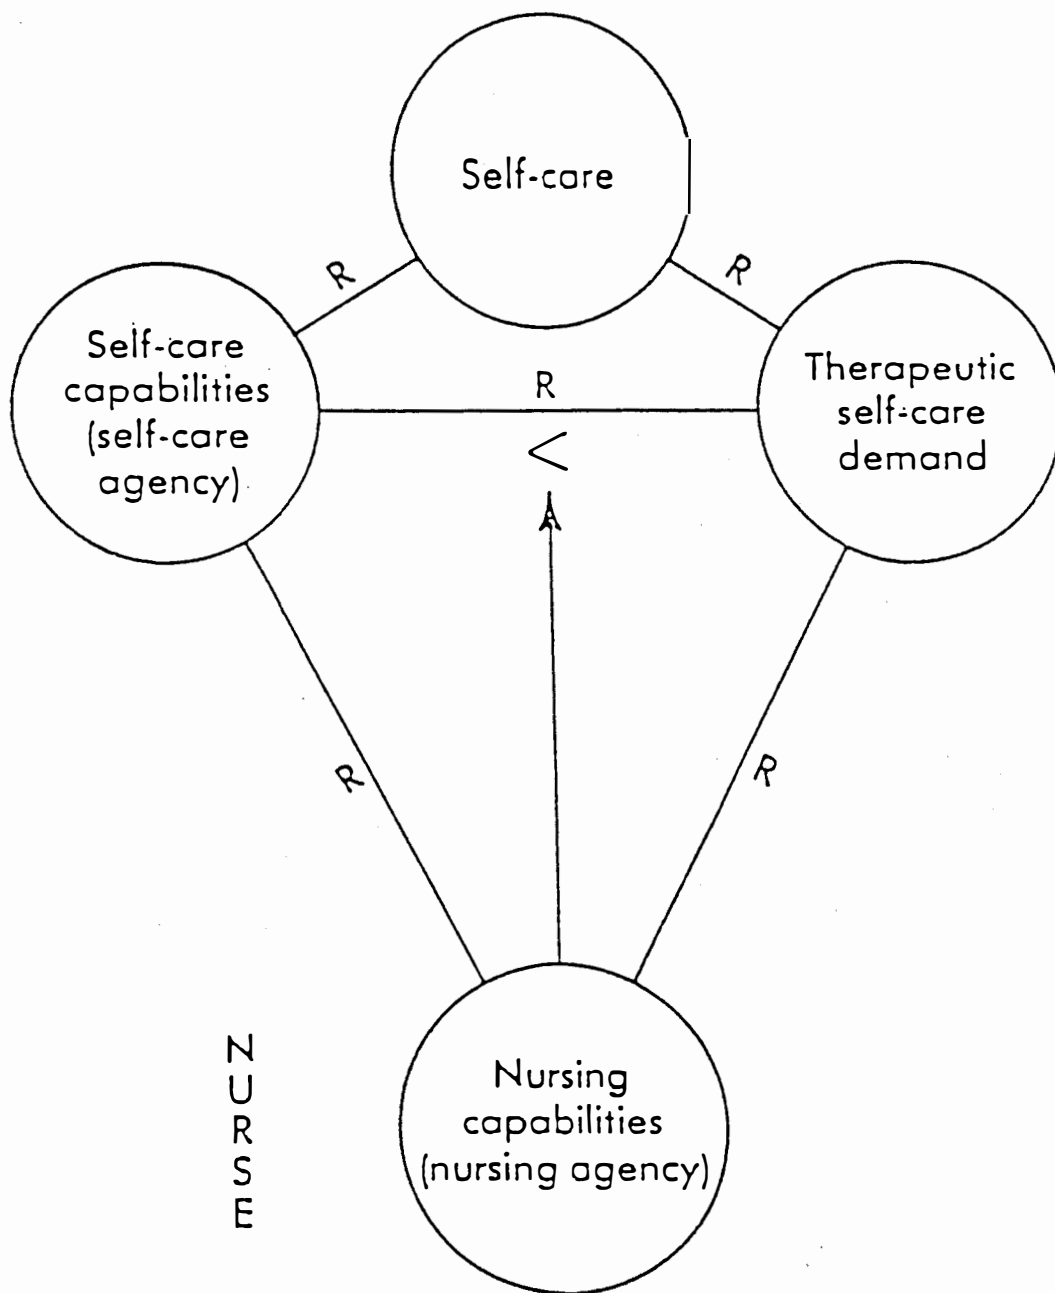 Self-care
R
R
Self-care
capabilities
(self-care
agency)
R
<
Therapeutic
self-care
demand
R
R
N
U
R
S
E
Nursing
capabilities
(nursing agency)